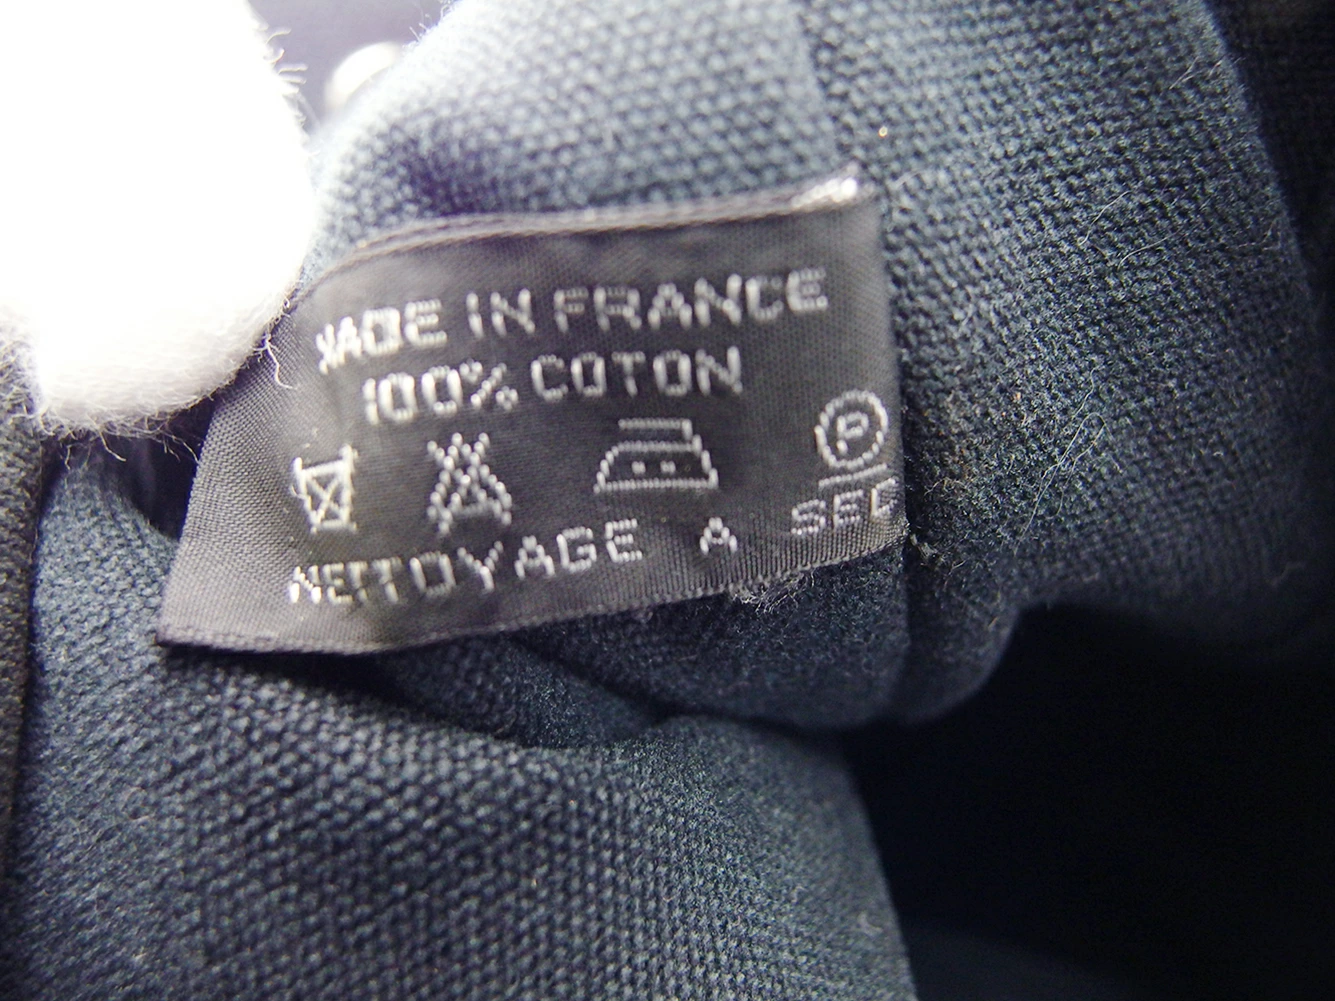 MADE IN FRANCE
100% COTON
P
NETTOYAGE A SEC